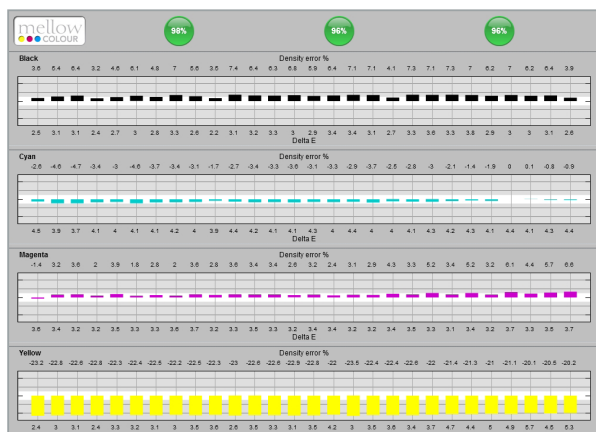 mellow
COLOUR
98%
96%
96%
Black
Density error %
3.6 5.4 6.4 3.2 4.6 6.1 4.8 7 5.6 3.6 7.4 6.4 6.3 6.8 5.9 6.4 7.1 7.1 4.1 7.3 7.1 7.3 7 6.2 7 6.2 7.1 6.4 3.9
2.9 3.1 3.1 2.4 2.7 3 2.8 3.3 2.6 2.2 3.1 3.2 3.3 3 2.9 3.4 3.4 3.1 2.7 3.3 3.6 3.3 3.8 2.9 3 3 3.1 2.6
Delta E
Cyan
Density error %
-2.6 -4.6 -4.7 -3.4 -3 -4.6 -3.7 -3.4 -3.1 -1.7 -2.7 -3.4 -3.3 -3.6 -3.1 -3.3 -2.9 -3.7 -2.5 -2.8 -3 -2.1 -1.4 -1.9 0 0.1 -0.8 -0.9
4.5 3.9 3.7 4.1 4 4.1 4.1 4.2 4 3.9 4.4 4.2 4.1 4.1 4.3 4 4.4 4 4.1 4.1 4.3 4.2 4.3 4.1 4.4 4.1 4.3 4.4
Delta E
Magenta
Density error %
-1.4 3.2 3.6 2 3.9 1.8 2.8 2 3.6 2.8 3.6 3.4 3.4 2.6 3.2 2.4 3.1 2.9 4.3 3.3 5.2 3.4 5.2 3.2 6.1 4.4 5.7 6.6
3.6 3.4 3.2 3.2 3.5 3.3 3.3 3.6 3.7 3.2 3.3 3.5 3.3 3.2 3.4 3.4 3.2 3.2 3.4 3.5 3.3 3.1 3.4 3.2 3.7 3.3 3.6 3.7
Delta E
Yellow
Density error %
-23.2 -22.8 -22.6 -22.8 -22.3 -22.4 -22.5 -22.2 -22.5 -22.3 -23 -22.6 -22.9 -22.8 -22.9 -22.8 -22 -23.5 -22.4 -22.4 -22.6 -22 -21.4 -21.3 -21 -21.1 -20.1 -20.5 -20.2
2.4 3 3.1 2.4 3.3 2.9 3 3.5 3.6 2.6 3.5 3.3 3.1 3.5 4.2 3 3.5 3.6 3.4 3.7 4.7 4.4 5 4.9 5.7 4.5 5.3